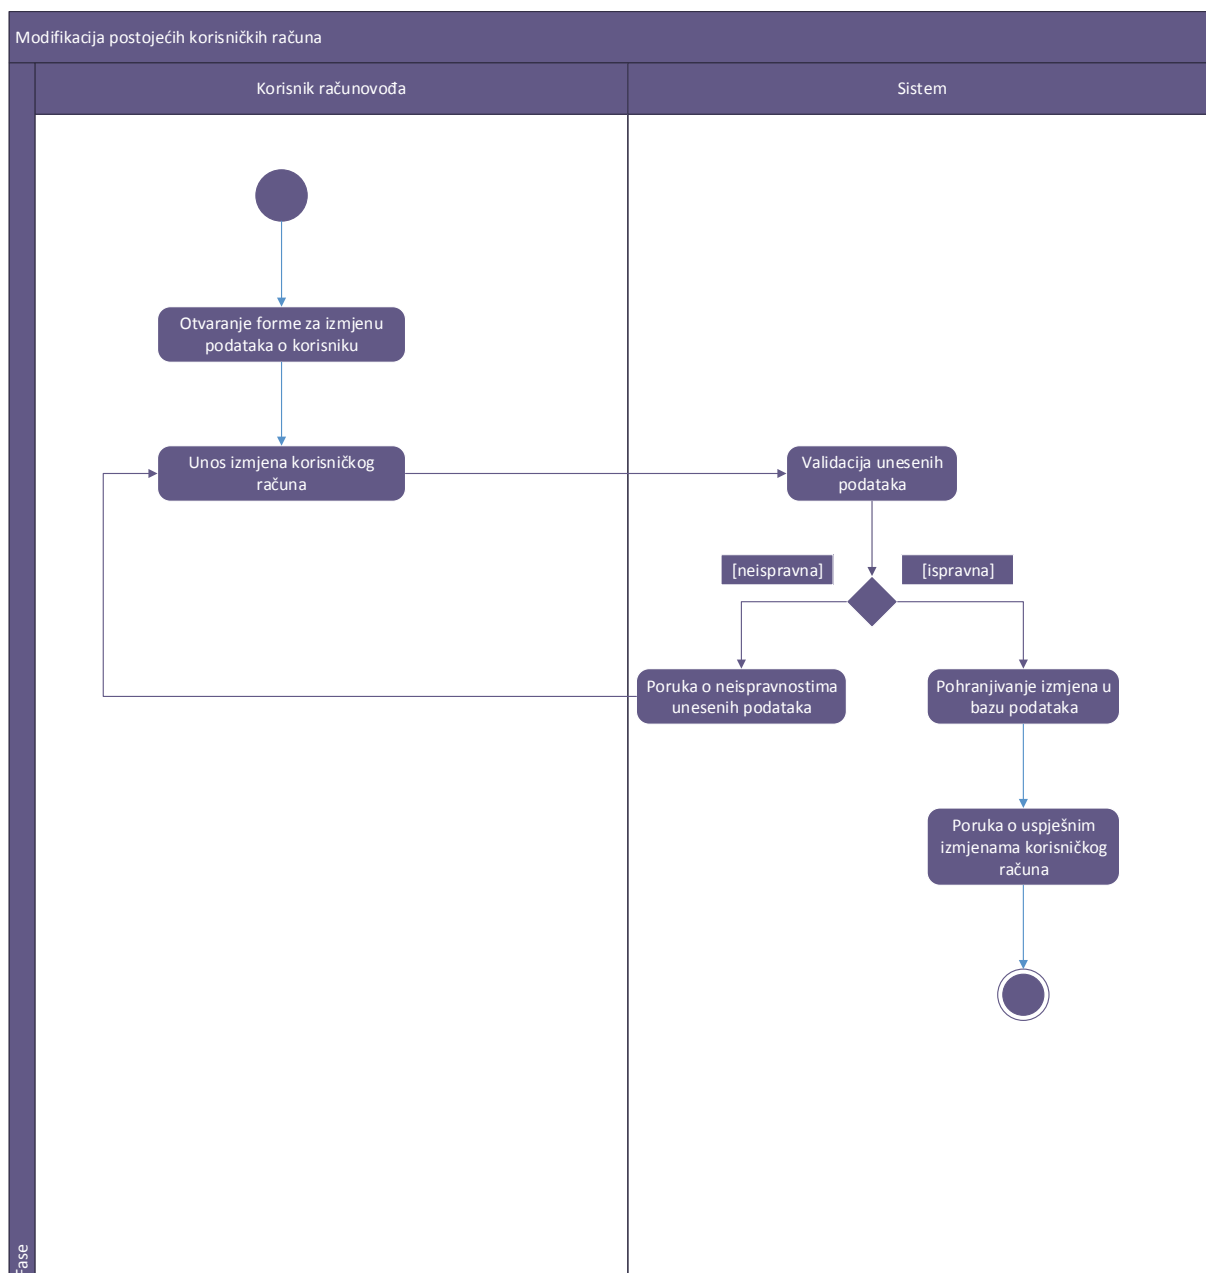 Modifikacija postojećih korisničkih računa
Korisnik računovođa
Sistem
Otvaranje forme za izmjenu
podataka o korisniku
Unos izmjena korisničkog
računa
Validacija unesenih
podataka
[neispravna]
[ispravna]
Poruka o neispravnostima
unesenih podataka
Pohranjivanje izmjena u
bazu podataka
Poruka o uspješnim
izmjenama korisničkog
računa
Fase